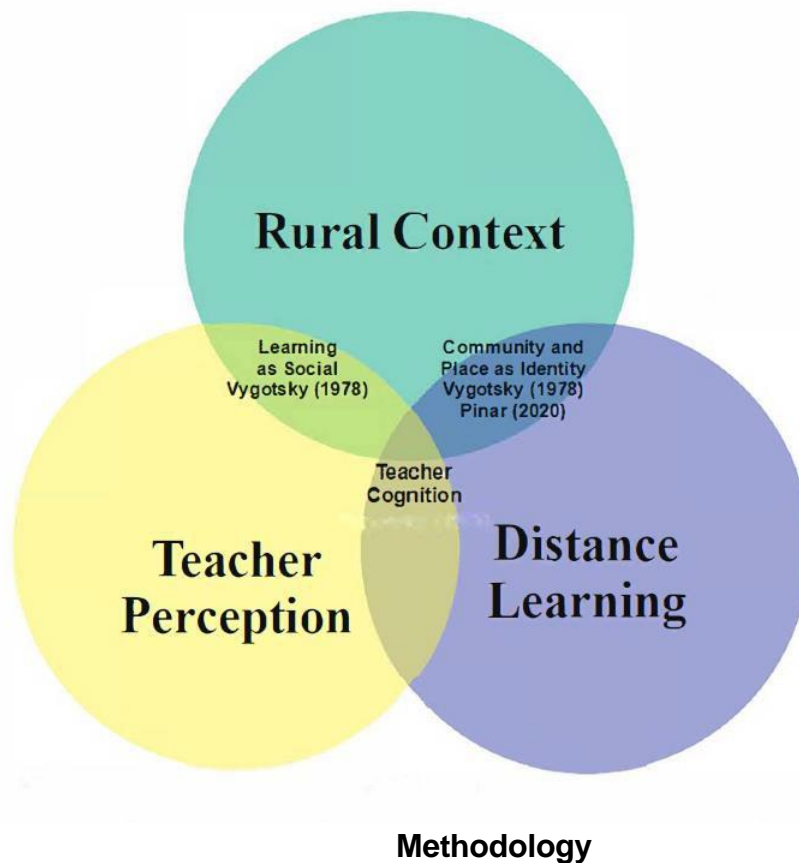 Rural Context
Learning
as Social
Vygotsky (1978)
Community and
Place as Identity
Vygotsky (1978)
Pinar (2020)
Teacher
Cognition
Teacher
Perception
Distance
Learning
Methodology